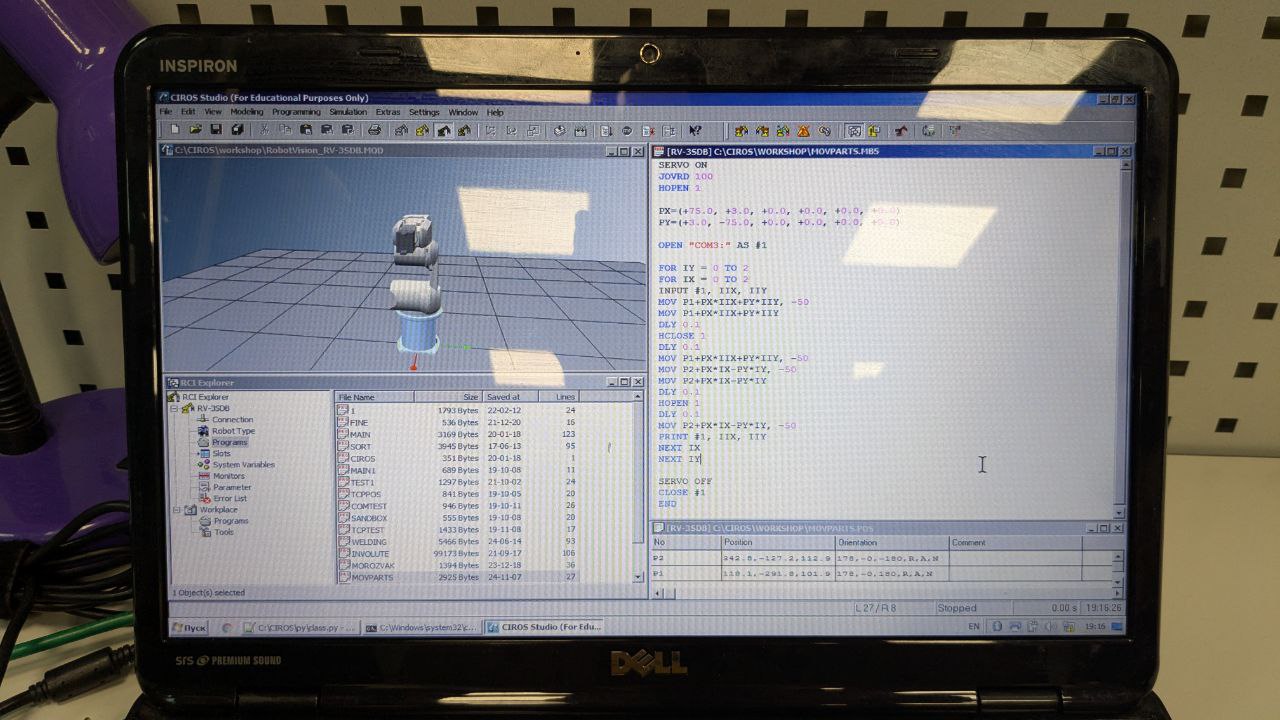 INSPIRON
CIROS Studio (For Educational Purposes Only)
File Edit View Modeling Programming Simulation Extras Settings Window Help
C:\CIROS\workshop\RobotVision_RV-3SDB.MOD
[RV-3SDB] C:\CIROS\WORKSHOP\MOVPARTS.MB5
SERVO ON
JOVRD 100
HOPEN 1
PX=(+75.0, +3.0, +0.0, +0.0, +0.0, +0.0)
PY=(+3.0, -75.0, +0.0, +0.0, +0.0, +0.0)
OPEN "COM3:" AS #1
FOR IY = 0 TO 2
FOR IX = 0 TO 2
INPUT #1, IIX, IIY
MOV P1+PX*IIX+PY*IIY, -50
MOV P1+PX*IIX+PY*IIY
DLY 0.1
HCLOSE 1
DLY 0.1
MOV P1+PX*IIX+PY*IIY, -50
MOV P2+PX*IX-PY*IY, -50
MOV P2+PX*IX-PY*IY
DLY 0.1
HOPEN 1
DLY 0.1
MOV P2+PX*IX-PY*IY, -50
PRINT #1, IIX, IIY
NEXT IX
NEXT IY
SERVO OFF
CLOSE #1
END
RCI Explorer
RCI Explorer
RV-3SDB
Connection
Robot Type
Programs
Slots
System Variables
Monitors
Parameter
Error List
Workplace
Programs
Tools
File Name Size Saved at Lines
1 1793 Bytes 22-02-12 24
FINE 536 Bytes 21-12-20 16
MAIN 3169 Bytes 20-01-18 123
SORT 3945 Bytes 17-06-13 95
CIROS 351 Bytes 20-01-18 1
MAIN1 689 Bytes 19-10-08 11
TEST1 1297 Bytes 21-10-02 24
TCPPOS 841 Bytes 19-10-05 20
COMTEST 946 Bytes 19-10-11 26
SANDBOX 555 Bytes 19-10-08 20
TCPTEST 1433 Bytes 19-11-08 17
WELDING 5466 Bytes 24-06-14 93
INVOLUTE 99173 Bytes 21-09-17 106
MOROZVAK 1394 Bytes 23-12-18 36
MOVPARTS 2925 Bytes 24-11-07 27
1 Object(s) selected
[RV-3SDB] C:\CIROS\WORKSHOP\MOVPARTS.POS
No Position Orientation Comment
P2 242.8,-127.2,112.9 178,-0,-180,R,A,N
P1 118.1,-291.8,101.9 178,-0,180,R,A,N
L 27/R 8 Stopped 0.00 s 19:16:26
Пуск C:\CIROS\py\class.py - ... C:\Windows\system32\c... CIROS Studio (For Edu... EN 19:16
SRS PREMIUM SOUND
DELL